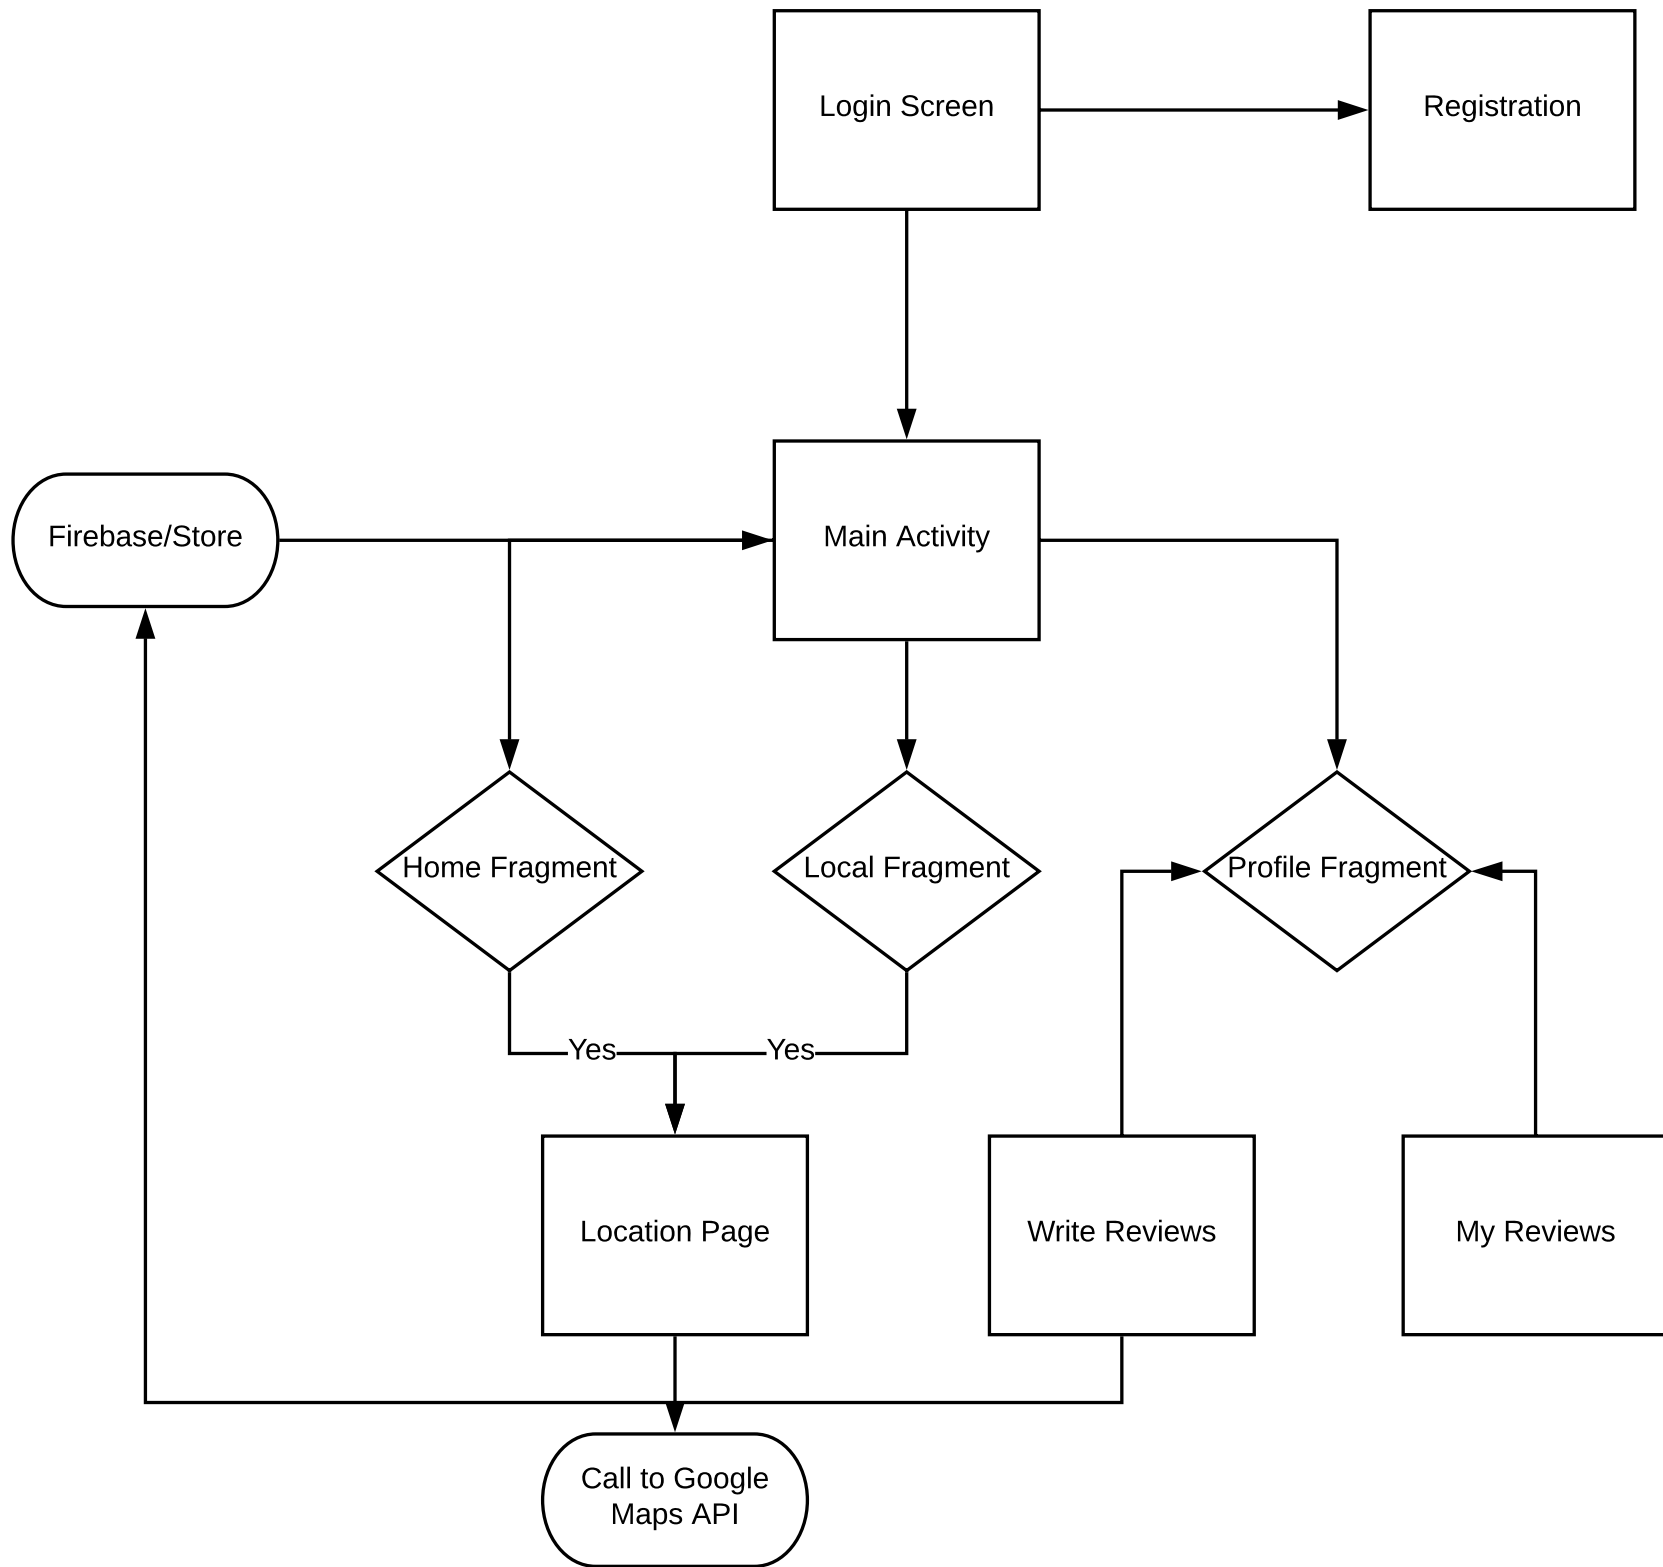 Login Screen
Registration
Firebase/Store
Main Activity
Home Fragment
Local Fragment
Profile Fragment
Yes
Yes
Location Page
Write Reviews
My Reviews
Call to Google
Maps API